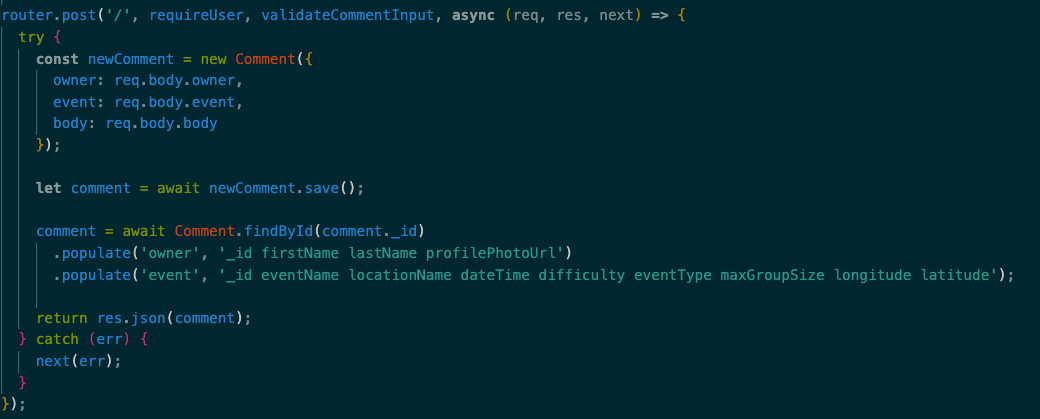 router.post('/', requireUser, validateCommentInput, async (req, res, next) => {
  try {
    const newComment = new Comment({
      owner: req.body.owner,
      event: req.body.event,
      body: req.body.body
    });

    let comment = await newComment.save();

    comment = await Comment.findById(comment._id)
      .populate('owner', '_id firstName lastName profilePhotoUrl')
      .populate('event', '_id eventName locationName dateTime difficulty eventType maxGroupSize longitude latitude');

    return res.json(comment);
  } catch (err) {
    next(err);
  }
});